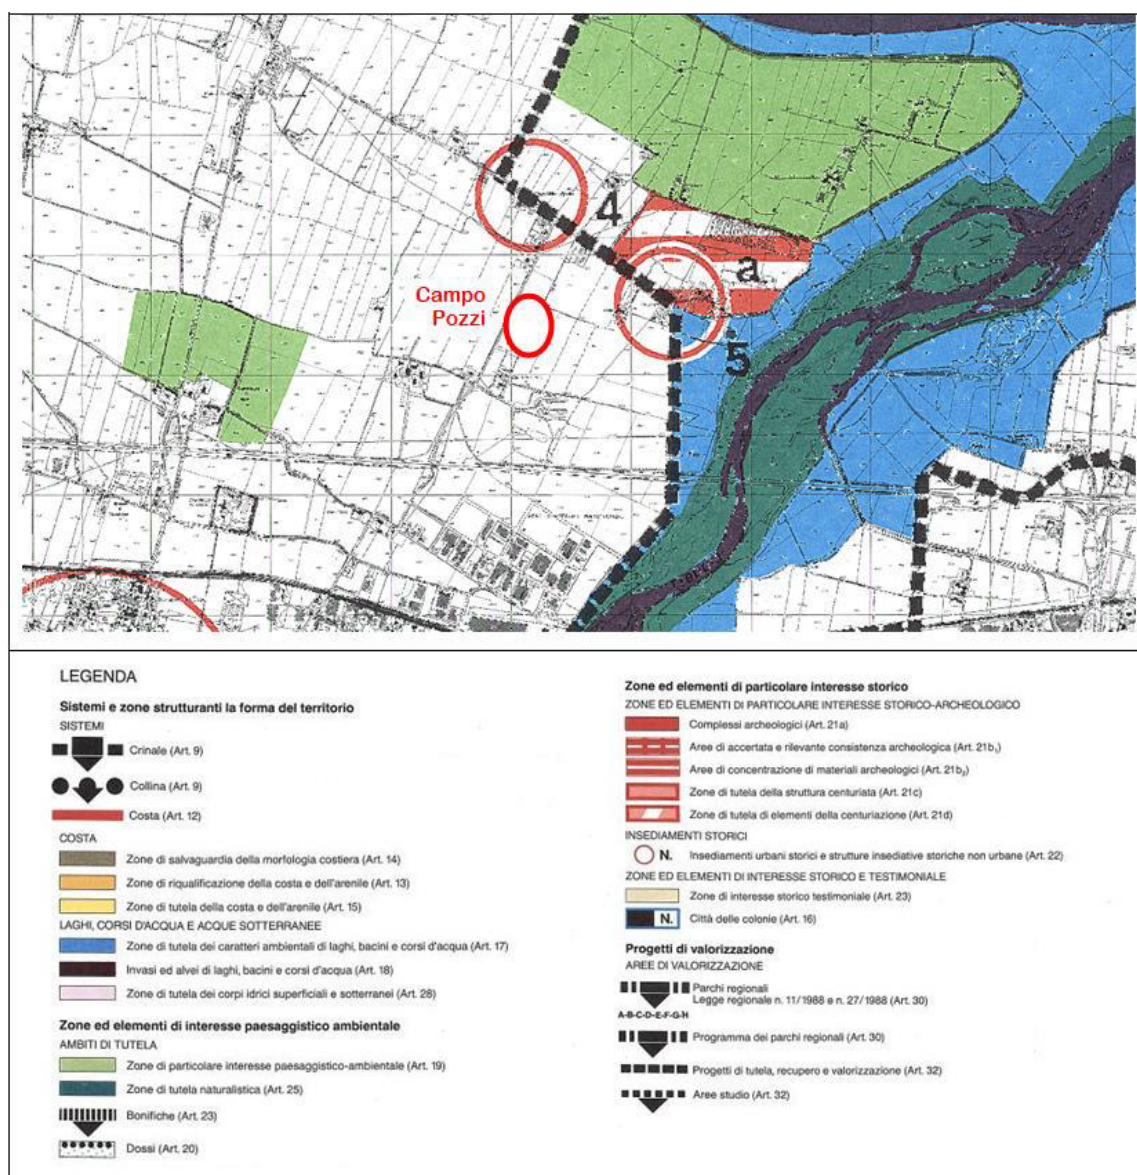 4
Campo
Pozzi
a
5
LEGENDA
Sistemi e zone strutturanti la forma del territorio
SISTEMI
Crinale (Art. 9)
Collina (Art. 9)
Costa (Art. 12)
COSTA
Zone di salvaguardia della morfologia costiera (Art. 14)
Zone di riqualificazione della costa e dell'arenile (Art. 13)
Zone di tutela della costa e dell'arenile (Art. 15)
LAGHI, CORSI D'ACQUA E ACQUE SOTTERRANEE
Zone di tutela dei caratteri ambientali di laghi, bacini e corsi d'acqua (Art. 17)
Invasi ed alvei di laghi, bacini e corsi d'acqua (Art. 18)
Zone di tutela dei corpi idrici superficiali e sotterranei (Art. 28)
Zone ed elementi di interesse paesaggistico ambientale
AMBITI DI TUTELA
Zone di particolare interesse paesaggistico-ambientale (Art. 19)
Zone di tutela naturalistica (Art. 25)
Bonifiche (Art. 23)
Dossi (Art. 20)
Zone ed elementi di particolare interesse storico
ZONE ED ELEMENTI DI PARTICOLARE INTERESSE STORICO-ARCHEOLOGICO
Complessi archeologici (Art. 21a)
Aree di accertata e rilevante consistenza archeologica (Art. 21b₁)
Aree di concentrazione di materiali archeologici (Art. 21b₂)
Zone di tutela della struttura centuriata (Art. 21c)
Zone di tutela di elementi della centuriazione (Art. 21d)
INSEDIAMENTI STORICI
N. Insediamenti urbani storici e strutture insediative storiche non urbane (Art. 22)
ZONE ED ELEMENTI DI INTERESSE STORICO E TESTIMONIALE
Zone di interesse storico testimoniale (Art. 23)
N. Città delle colonie (Art. 16)
Progetti di valorizzazione
AREE DI VALORIZZAZIONE
Parchi regionali
Legge regionale n. 11/1988 e n. 27/1988 (Art. 30)
A-B-C-D-E-F-G-H
Programma dei parchi regionali (Art. 30)
Progetti di tutela, recupero e valorizzazione (Art. 32)
Aree studio (Art. 32)